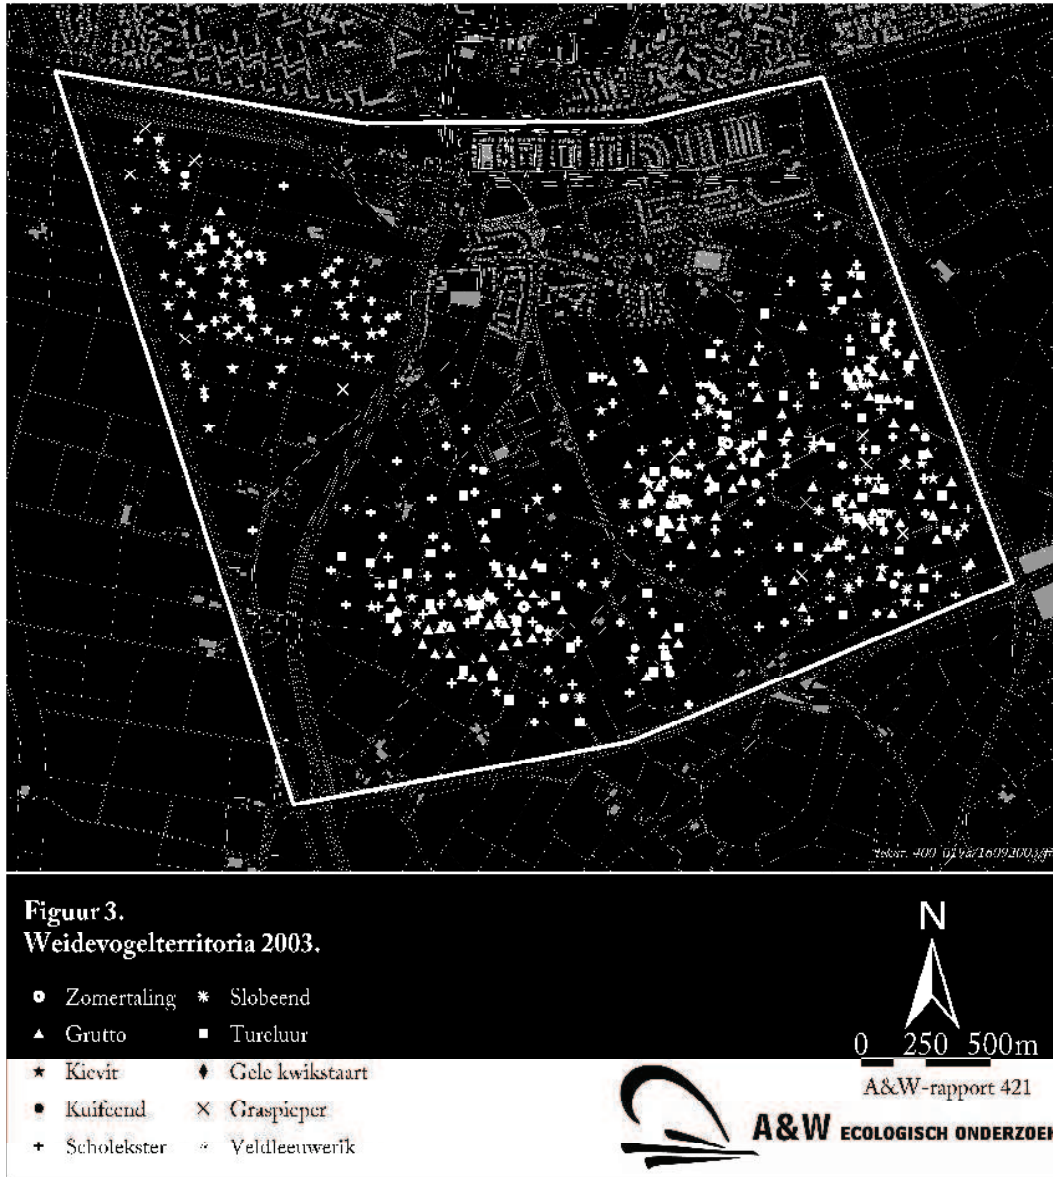 Figuur 3.
Weidevogelterritoria 2003.
Zomertaling
Slobeend
Grutto
Tureluur
Kievit
Gele kwikstaart
Kuifeend
Graspieper
Scholekster
Veldleeuwerik
N
0 250 500m
A&W-rapport 421
A&W ECOLOGISCH ONDERZOEK